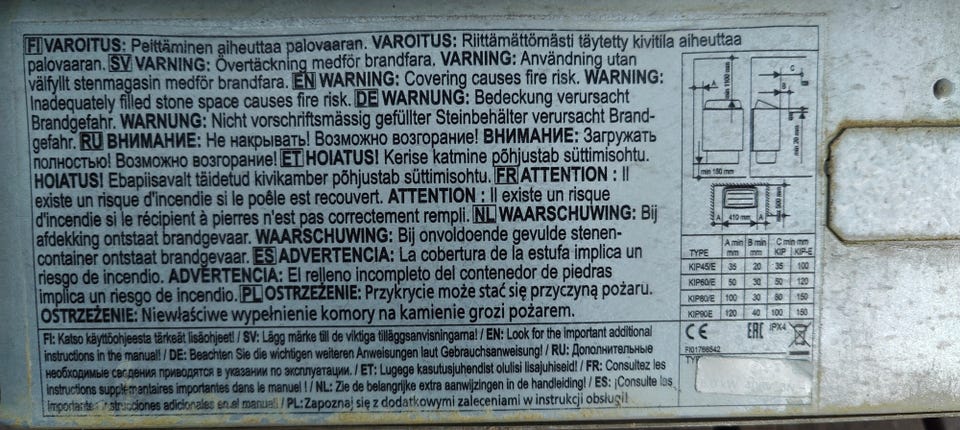 FI VAROITUS: Peittäminen aiheuttaa palovaaran. VAROITUS: Riittämättömästi täytetty kivitila aiheuttaa
palovaaran. SV VARNING: Övertäckning medför brandfara. VARNING: Användning utan
välfyllt stenmagasin medför brandfara. EN WARNING: Covering causes fire risk. WARNING:
Inadequately filled stone space causes fire risk. DE WARNUNG: Bedeckung verursacht
Brandgefahr. WARNUNG: Nicht vorschriftsmässig gefüllter Steinbehälter verursacht Brand-
gefahr. RU ВНИМАНИЕ: Не накрывать! Возможно возгорание! ВНИМАНИЕ: Загружать
полностью! Возможно возгорание! ET HOIATUS! Kerise katmine põhjustab süttimisohtu.
HOIATUS! Ebapiisavalt täidetud kivikamber põhjustab süttimisohtu. FR ATTENTION : Il
existe un risque d'incendie si le poêle est recouvert. ATTENTION : Il existe un risque
d'incendie si le récipient à pierres n'est pas correctement rempli. NL WAARSCHUWING: Bij
afdekking ontstaat brandgevaar. WAARSCHUWING: Bij onvoldoende gevulde stenen-
container ontstaat brandgevaar. ES ADVERTENCIA: La cobertura de la estufa implica un
riesgo de incendio. ADVERTENCIA: El relleno incompleto del contenedor de piedras
implica un riesgo de incendio. PL OSTRZEŻENIE: Przykrycie może stać się przyczyną pożaru.
OSTRZEŻENIE: Niewłaściwe wypełnienie komory na kamienie grozi pożarem.
FI: Katso käyttöohjeesta tärkeät lisäohjeet! / SV: Lägg märke till de viktiga tilläggsanvisningarna! / EN: Look for the important additional
instructions in the manual! / DE: Beachten Sie die wichtigen weiteren Anweisungen laut Gebrauchsanweisung! / RU: Дополнительные
необходимые сведения приводятся в указании по эксплуатации. / ET: Lugege kasutusjuhendist olulisi lisajuhiseid! / FR: Consultez les
instructions supplémentaires importantes dans le manuel ! / NL: Zie de belangrijke extra aanwijzingen in de handleiding! / ES: ¡Consulte las
importantes instrucciones adicionales en el manual! / PL: Zapoznaj się z dodatkowymi zaleceniami w instrukcji obsługi!
A
min 1100 mm
C
B
min 20 mm
min 180 mm
A
410 mm
A
min 500 mm
TYPE A min mm B min mm C min mm KIP KIP-E
KIP45/E 35 20 35 100
KIP60/E 50 30 50 120
KIP80/E 100 30 80 150
KIP90E 120 40 100 150
CE EAC IPX4
FI01766542